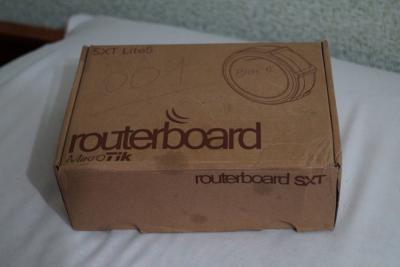 SXT Lite5
001
routerboard
MikroTik
routerboard SXT